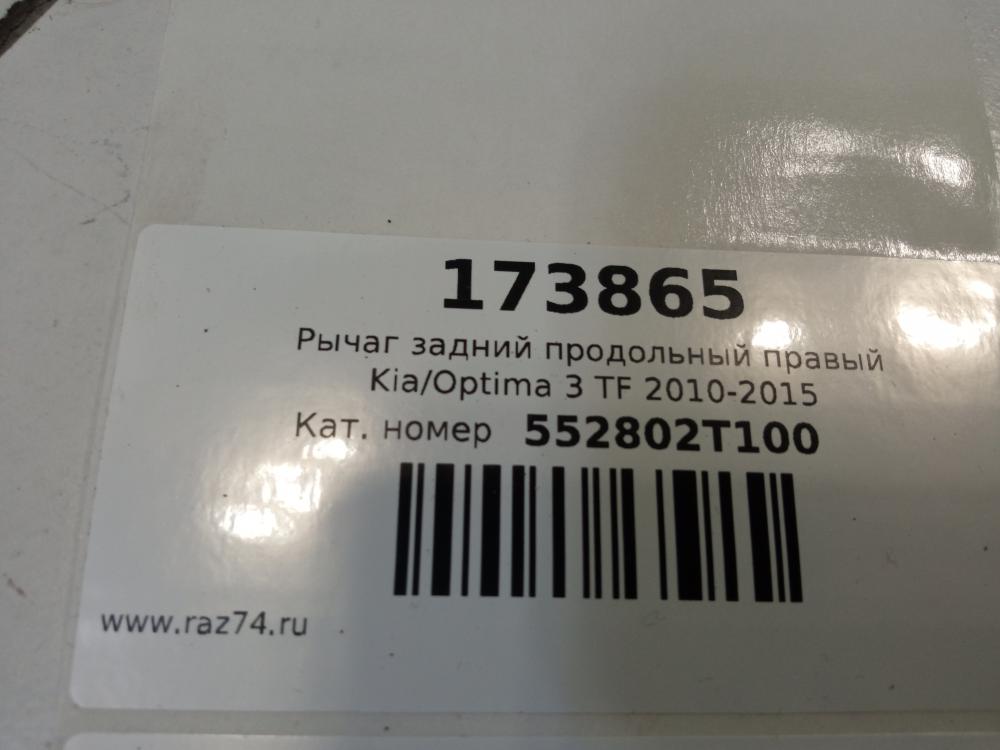 173865
Рычаг задний продольный правый
Kia/Optima 3 TF 2010-2015
Кат. номер 552802T100
www.raz74.ru